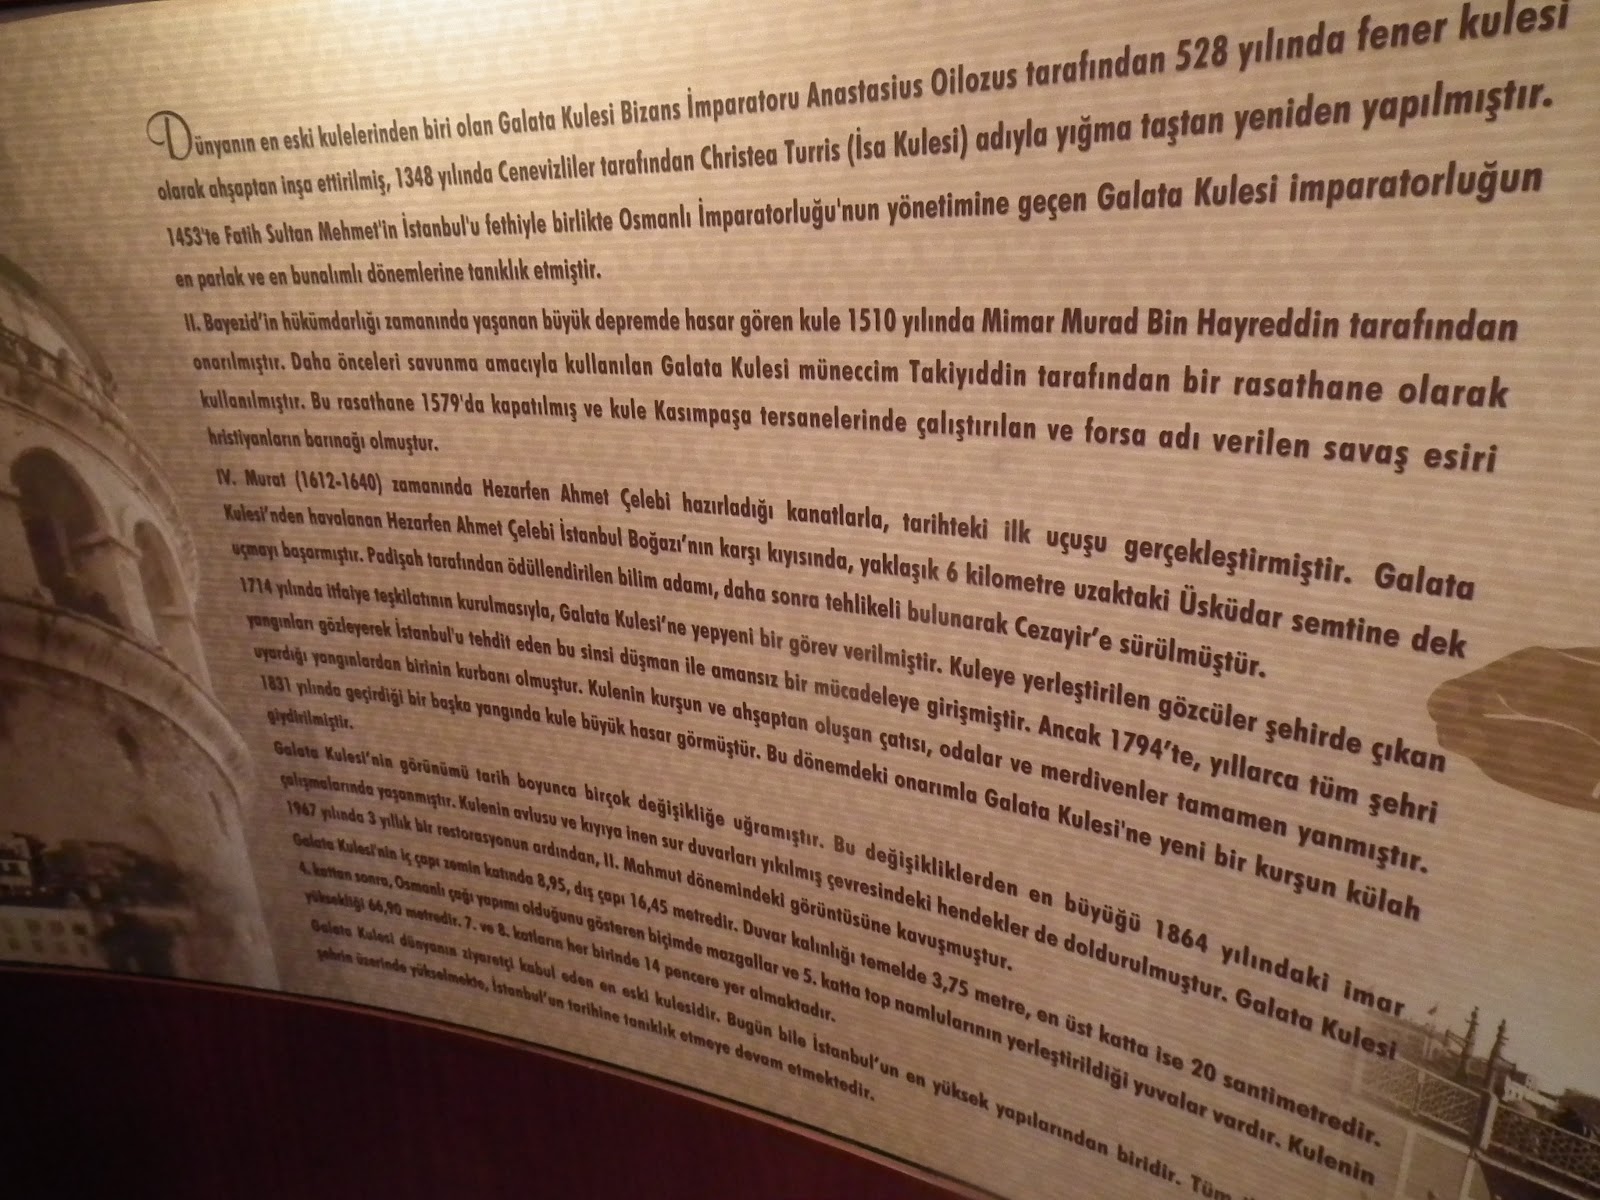 Dünyanın en eski kulelerinden biri olan Galata Kulesi Bizans İmparatoru Anastasius Oilozus tarafından 528 yılında fener kulesi
olarak ahşaptan inşa ettirilmiş, 1348 yılında Cenevizliler tarafından Christea Turris (İsa Kulesi) adıyla yığma taştan yeniden yapılmıştır.
1453'te Fatih Sultan Mehmet'in İstanbul'u fethiyle birlikte Osmanlı İmparatorluğu'nun yönetimine geçen Galata Kulesi imparatorluğun
en parlak ve en bunalımlı dönemlerine tanıklık etmiştir.
II. Bayezid'in hükümdarlığı zamanında yaşanan büyük depremde hasar gören kule 1510 yılında Mimar Murad Bin Hayreddin tarafından
onarılmıştır. Daha önceleri savunma amacıyla kullanılan Galata Kulesi müneccim Takiyıddin tarafından bir rasathane olarak
kullanılmıştır. Bu rasathane 1579'da kapatılmış ve kule Kasımpaşa tersanelerinde çalıştırılan ve forsa adı verilen savaş esiri
hristiyanların barınağı olmuştur.
IV. Murat (1612-1640) zamanında Hezarfen Ahmet Çelebi hazırladığı kanatlarla, tarihteki ilk uçuşu gerçekleştirmiştir. Galata
Kulesi'nden havalanan Hezarfen Ahmet Çelebi İstanbul Boğazı'nın karşı kıyısında, yaklaşık 6 kilometre uzaktaki Üsküdar semtine dek
uçmayı başarmıştır. Padişah tarafından ödüllendirilen bilim adamı, daha sonra tehlikeli bulunarak Cezayir'e sürülmüştür.
1714 yılında itfaiye teşkilatının kurulmasıyla, Galata Kulesi'ne yepyeni bir görev verilmiştir. Kuleye yerleştirilen gözcüler şehirde çıkan
yangınları gözleyerek İstanbul'u tehdit eden bu sinsi düşman ile amansız bir mücadeleye girişmiştir. Ancak 1794'te, yıllarca tüm şehri
uyardığı yangınlardan birinin kurbanı olmuştur. Kulenin kurşun ve ahşaptan oluşan çatısı, odalar ve merdivenler tamamen yanmıştır.
1831 yılında geçirdiği bir başka yangında kule büyük hasar görmüştür. Bu dönemdeki onarımla Galata Kulesi'ne yeni bir kurşun külah
giydirilmiştir.
Galata Kulesi'nin görünümü tarih boyunca birçok değişikliğe uğramıştır. Bu değişikliklerden en büyüğü 1864 yılındaki imar
çalışmalarında yaşanmıştır. Kulenin avlusu ve kıyıya inen sur duvarları yıkılmış çevresindeki hendekler de doldurulmuştur. Galata Kulesi
1967 yılında 3 yıllık bir restorasyonun ardından, II. Mahmut dönemindeki görüntüsüne kavuşmuştur.
Galata Kulesi'nin iç çapı zemin katında 8,95, dış çapı 16,45 metredir. Duvar kalınlığı temelde 3,75 metre, en üst katta ise 20 santimetredir.
4. kattan sonra, Osmanlı çağı yapımı olduğunu gösteren biçimde mazgallar ve 5. katta top namlularının yerleştirildiği yuvalar vardır. Kulenin
yüksekliği 66,90 metredir. 7. ve 8. katların her birinde 14 pencere yer almaktadır.
Galata Kulesi dünyanın ziyaretçi kabul eden en eski kulesidir. Bugün bile İstanbul'un en yüksek yapılarından biridir. Tüm
şehrin üzerinde yükselmekte, İstanbul'un tarihine tanıklık etmeye devam etmektedir.